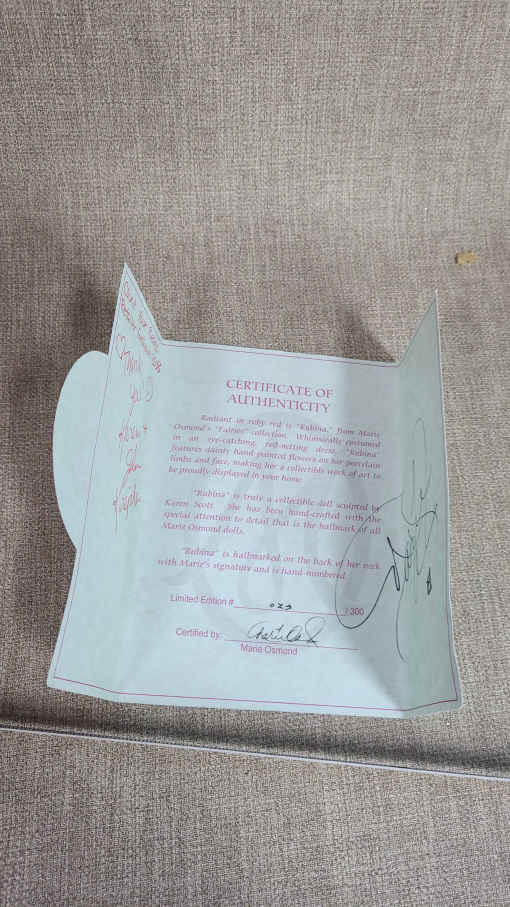 CERTIFICATE OF
AUTHENTICITY
Radiant in ruby red is "Rubina," from Marie
Osmond's "Fairies" collection. Whimsically costumed
in an eye-catching, red-netting dress, "Rubina"
features dainty hand-painted flowers on her porcelain
limbs and face, making her a collectible work of art to
be proudly displayed in your home.
"Rubina" is truly a collectible doll sculpted by
Karen Scott. She has been hand-crafted with the
special attention to detail that is the hallmark of all
Marie Osmond dolls.
"Rubina" is hallmarked on the back of her neck
with Marie's signature and is hand-numbered.
Limited Edition # 023 / 300
Certified by:
Marie Osmond
Thank
you